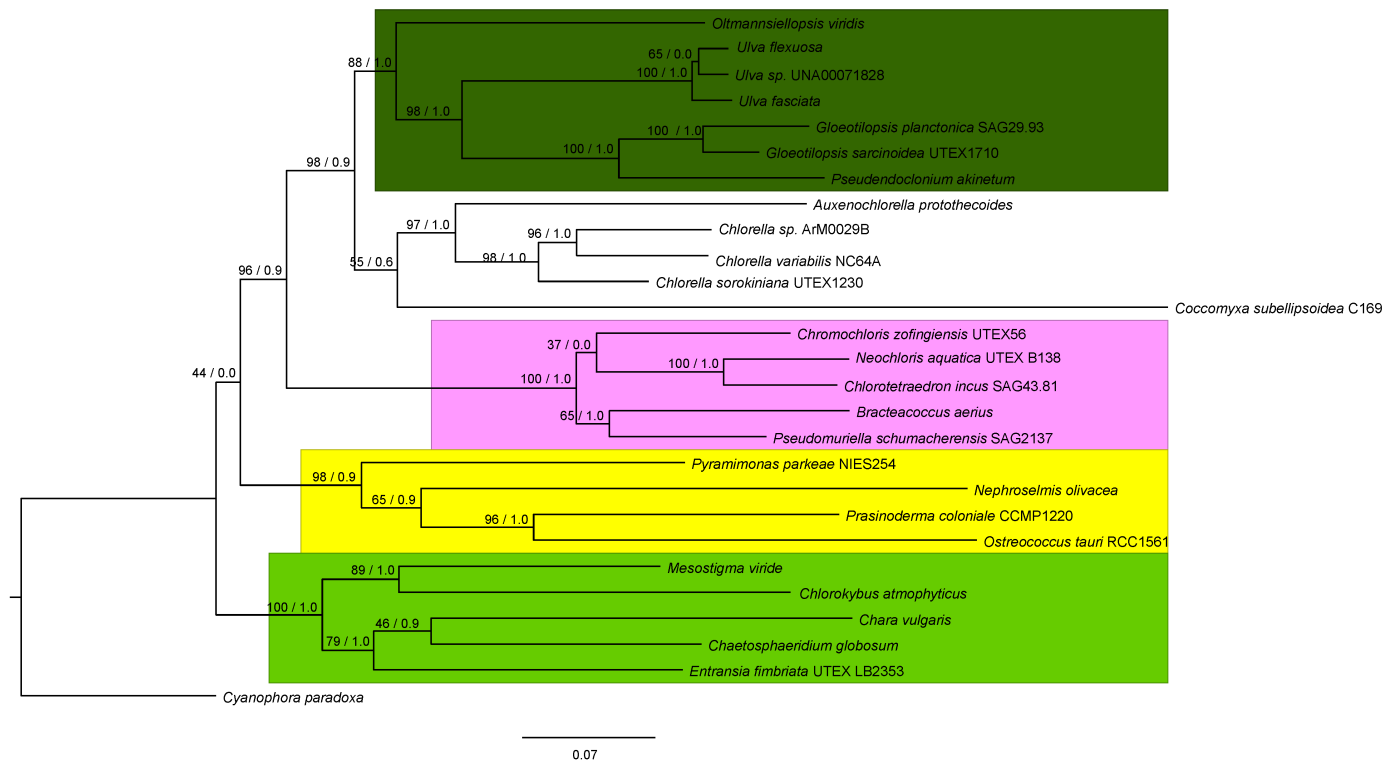 Oltmannsiellopsis viridis
Ulva flexuosa
65 / 0.0
88 / 1.0
100 / 1.0
Ulva sp. UNA00071828
Ulva fasciata
98 / 1.0
Gloeotilopsis planctonica SAG29.93
100 / 1.0
100 / 1.0
Gloeotilopsis sarcinoidea UTEX1710
98 / 0.9
Pseudendoclonium akinetum
Auxenochlorella protothecoides
97 / 1.0
Chlorella sp. ArM0029B
96 / 1.0
98 / 1.0
55 / 0.6
Chlorella variabilis NC64A
96 / 0.9
Chlorella sorokiniana UTEX1230
Coccomyxa subellipsoidea C169
Chromochloris zofingiensis UTEX56
37 / 0.0
Neochloris aquatica UTEX B138
100 / 1.0
44 / 0.0
100 / 1.0
Chlorotetraedron incus SAG43.81
65 / 1.0
Bracteacoccus aerius
Pseudomuriella schumacherensis SAG2137
Pyramimonas parkeae NIES254
98 / 0.9
Nephroselmis olivacea
65 / 0.9
Prasinoderma coloniale CCMP1220
96 / 1.0
Ostreococcus tauri RCC1561
Mesostigma viride
89 / 1.0
Chlorokybus atmophyticus
100 / 1.0
Chara vulgaris
46 / 0.9
79 / 1.0
Chaetosphaeridium globosum
Entransia fimbriata UTEX LB2353
Cyanophora paradoxa
0.07